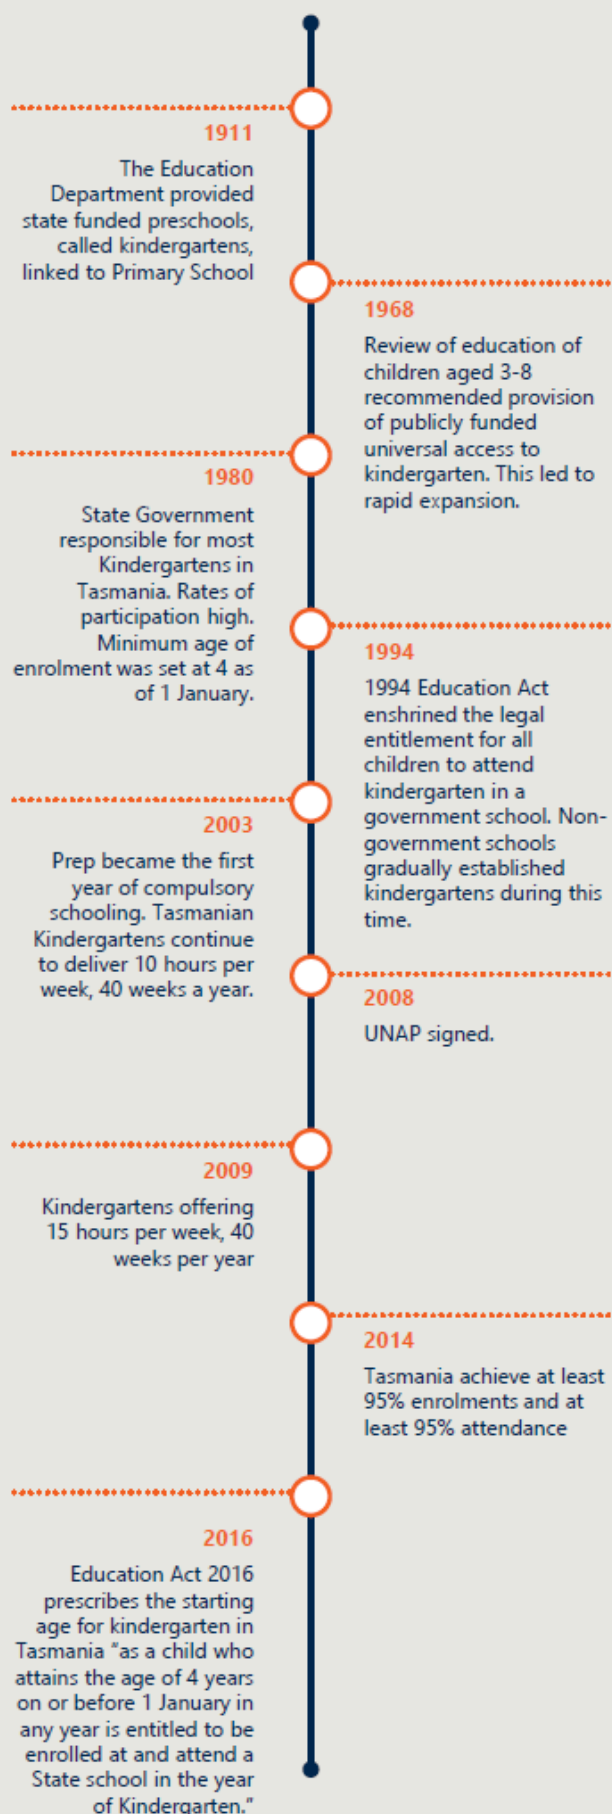 1911
The Education
Department provided
state funded preschools,
called kindergartens,
linked to Primary School
1968
Review of education of
children aged 3-8
recommended provision
of publicly funded
universal access to
kindergarten. This led to
rapid expansion.
1980
State Government
responsible for most
Kindergartens in
Tasmania. Rates of
participation high.
Minimum age of
enrolment was set at 4 as
of 1 January.
1994
1994 Education Act
enshrined the legal
entitlement for all
children to attend
kindergarten in a
government school. Non-
government schools
gradually established
kindergartens during this
time.
2003
Prep became the first
year of compulsory
schooling. Tasmanian
Kindergartens continue
to deliver 10 hours per
week, 40 weeks a year.
2008
UNAP signed.
2009
Kindergartens offering
15 hours per week, 40
weeks per year
2014
Tasmania achieve at least
95% enrolments and at
least 95% attendance
2016
Education Act 2016
prescribes the starting
age for kindergarten in
Tasmania “as a child who
attains the age of 4 years
on or before 1 January in
any year is entitled to be
enrolled at and attend a
State school in the year
of Kindergarten.”